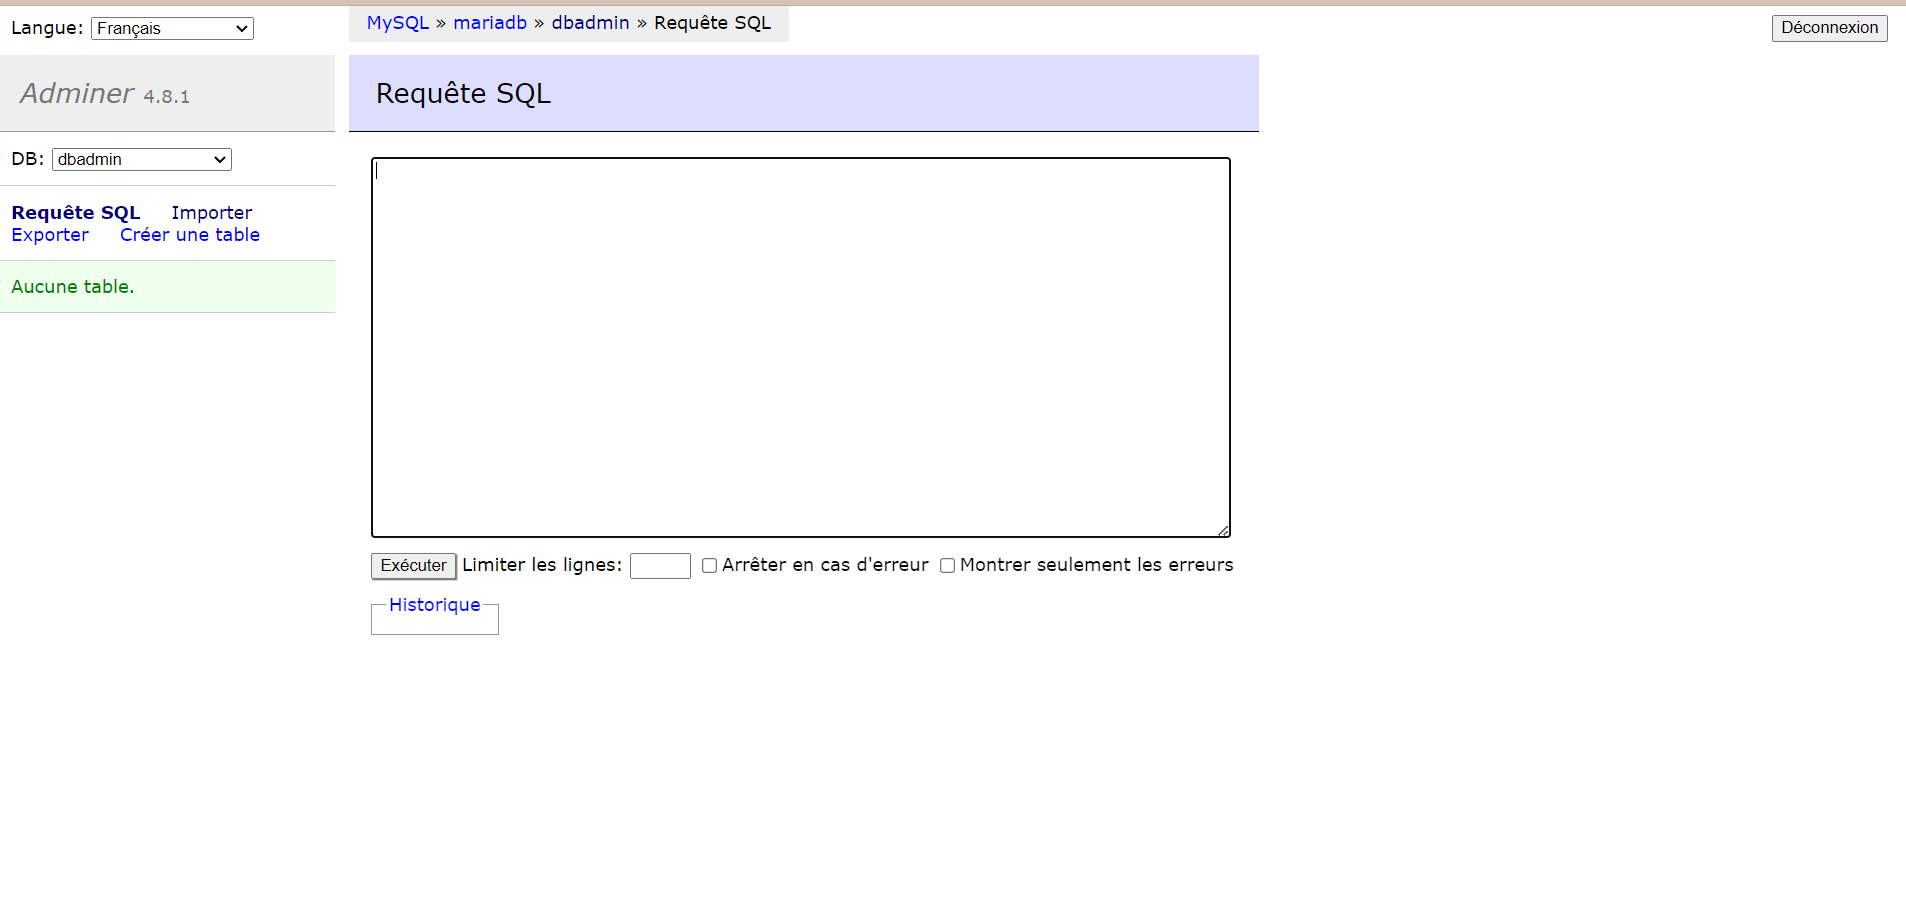 Langue: Français
MySQL » mariadb » dbadmin » Requête SQL
Déconnexion
Adminer 4.8.1
Requête SQL
DB: dbadmin
Requête SQL Importer
Exporter Créer une table
Aucune table.
Exécuter Limiter les lignes: Arrêter en cas d'erreur Montrer seulement les erreurs
Historique